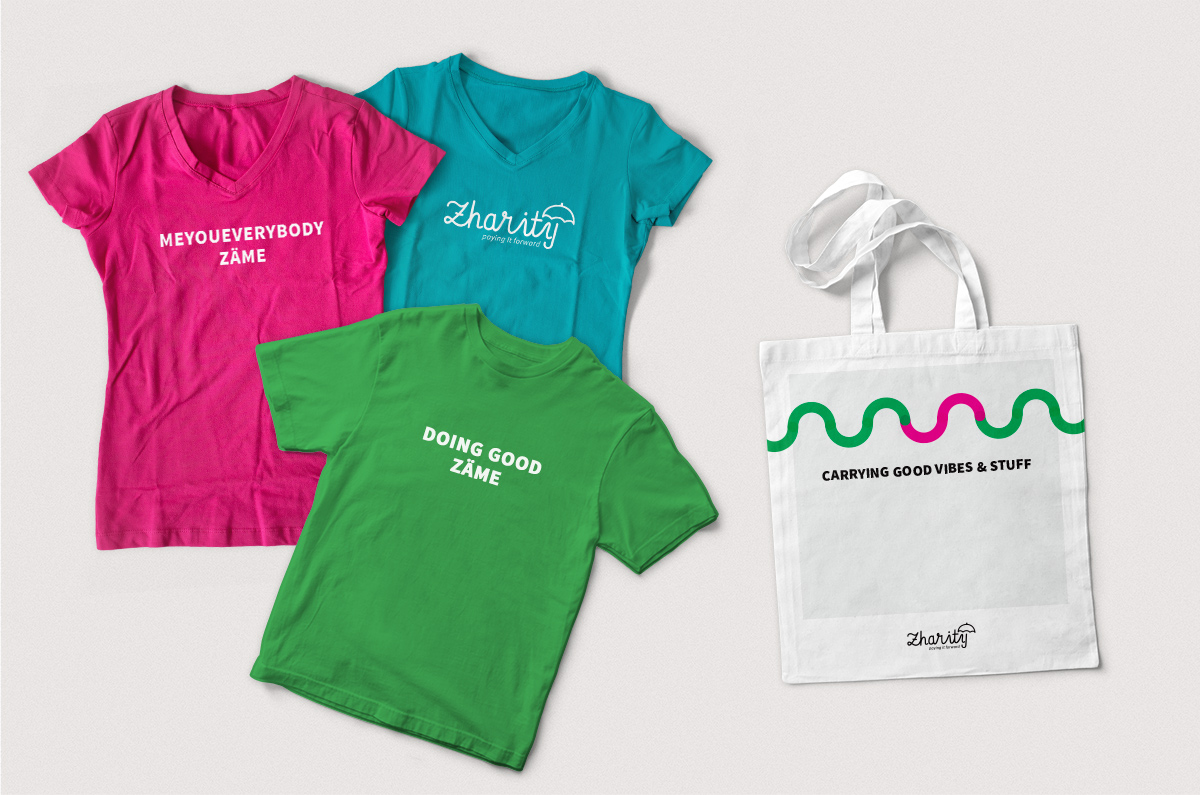 MEYOUEVERYBODY
ZÄME
Zharity
paying it forward
DOING GOOD
ZÄME
CARRYING GOOD VIBES & STUFF
Zharity
paying it forward